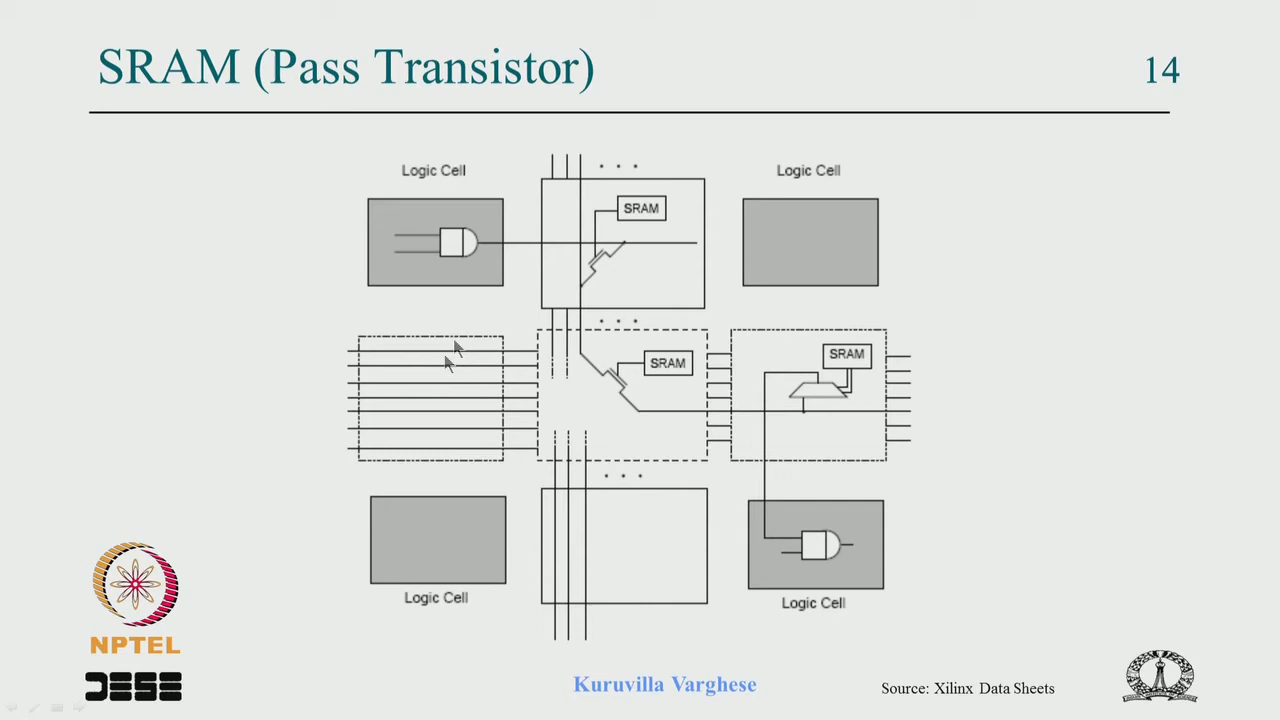 SRAM (Pass Transistor)
14
Logic Cell
Logic Cell
SRAM
SRAM
SRAM
Logic Cell
Logic Cell
NPTEL
DESE
Kuruvilla Varghese
Source: Xilinx Data Sheets